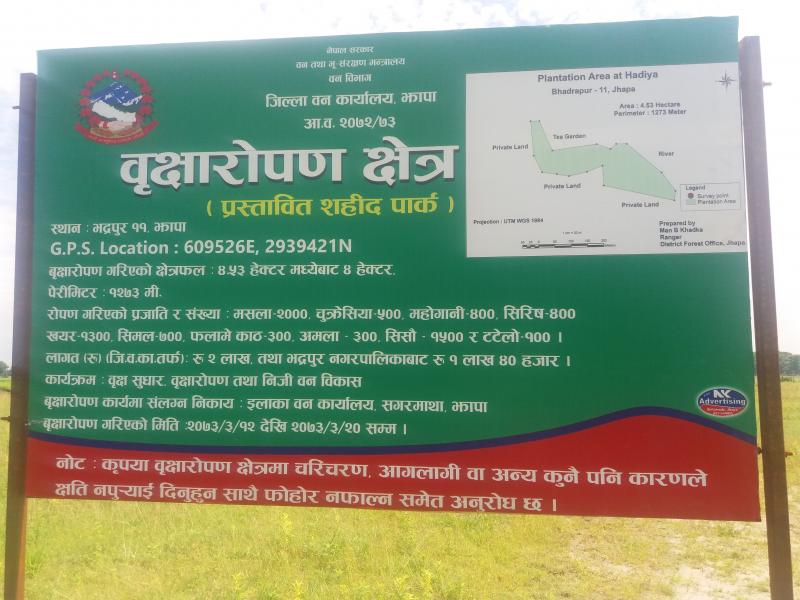 नेपाल सरकार
वन तथा भू-संरक्षण मन्त्रालय
वन विभाग
जिल्ला वन कार्यालय, झापा
आ.व. २०७२/७३
वृक्षारोपण क्षेत्र
( प्रस्तावित शहीद पार्क )
स्थान : भद्रपुर ११, झापा
G.P.S. Location : 609526E, 2939421N
बृक्षारोपण गरिएको क्षेत्रफल : ४.५३ हेक्टर मध्येबाट ४ हेक्टर.
पेरीमिटर : १२७३ मी.
रोपण गरिएको प्रजाति र संख्या : मसला-२०००, चूक्रेसिया-५००, महोगानी-४००, सिरिष-४००
खयर-१३००, सिमल-७००, फलामे काठ-३००, अमला - ३००, सिसौ - १५०० र टटेलो-१०० ।
लागत (रु) (जि.व.का.तर्फ): रु २ लाख, तथा भद्रपुर नगरपालिकाबाट रु १ लाख ४० हजार ।
कार्यक्रम : वृक्ष सुधार, वृक्षारोपण तथा निजी वन विकास
बृक्षारोपण कार्यमा संलग्न निकाय : इलाका वन कार्यालय, सगरमाथा, झापा
बृक्षारोपण गरिएको मिति :२०७३/३/१२ देखि २०७३/३/२० सम्म ।
नोट : कृपया वृक्षारोपण क्षेत्रमा चरिचरण, आगलागी वा अन्य कुनै पनि कारणले
क्षति नपुर्‍याई दिनुहुन साथै फोहोर नफाल्न समेत अनुरोध छ ।
Plantation Area at Hadiya
Bhadrapur - 11, Jhapa
Area : 4.53 Hectare
Perimeter : 1273 Meter
Tea Garden
Private Land
River
Private Land
Private Land
Legend
Survey point
Plantation Area
Projection : UTM WGS 1984
Prepared by
Man B Khadka
Ranger
District Forest Office, Jhapa
NK
Advertising